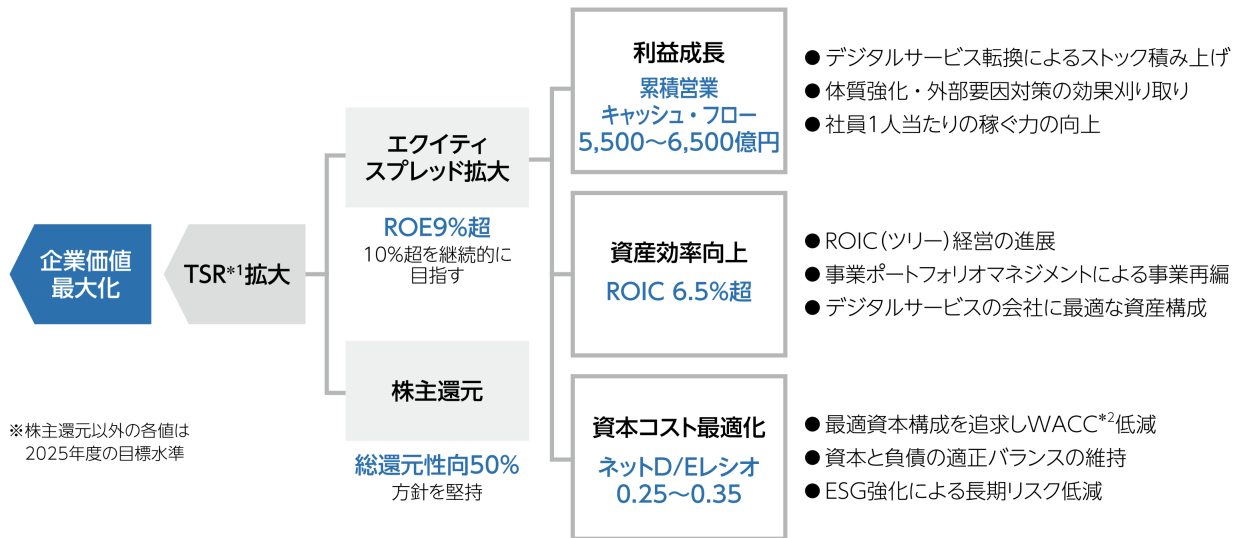 企業価値
最大化
TSR*1拡大
エクイティ
スプレッド拡大
ROE9%超
10%超を継続的に
目指す
株主還元
総還元性向50%
方針を堅持
利益成長
累積営業
キャッシュ・フロー
5,500〜6,500億円
●デジタルサービス転換によるストック積み上げ
●体質強化・外部要因対策の効果刈り取り
●社員1人当たりの稼ぐ力の向上
資産効率向上
ROIC 6.5%超
●ROIC(ツリー)経営の進展
●事業ポートフォリオマネジメントによる事業再編
●デジタルサービスの会社に最適な資産構成
資本コスト最適化
ネットD/Eレシオ
0.25〜0.35
●最適資本構成を追求しWACC*2低減
●資本と負債の適正バランスの維持
●ESG強化による長期リスク低減
※株主還元以外の各値は
2025年度の目標水準